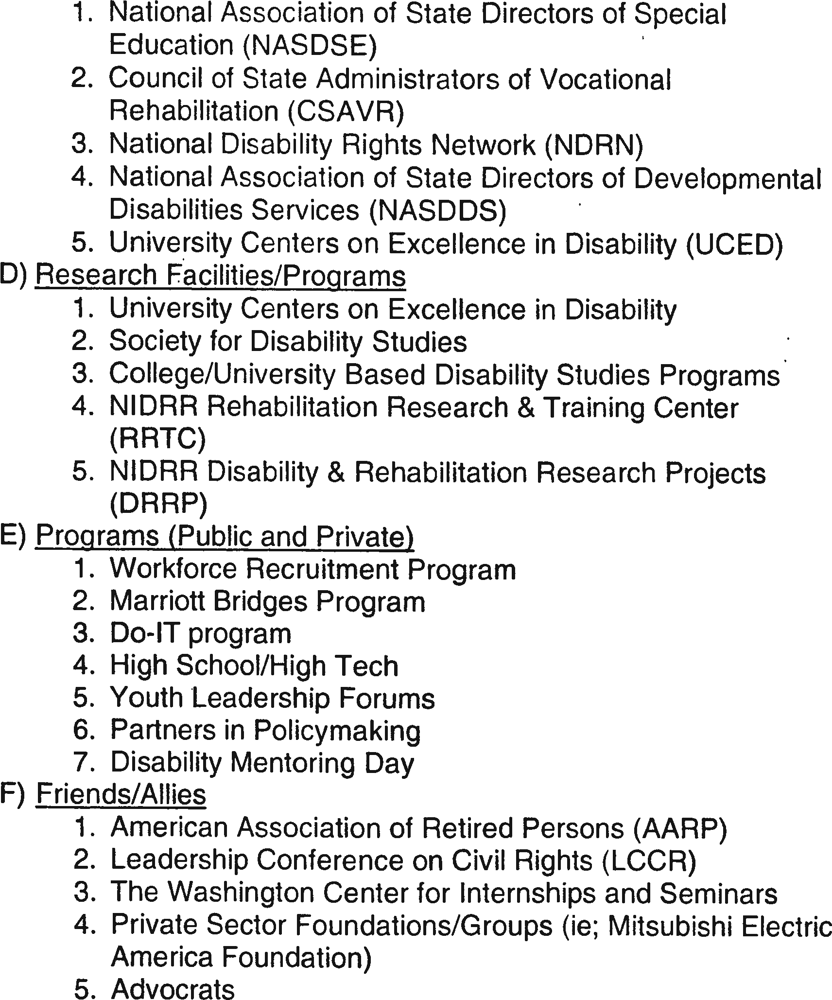 1. National Association of State Directors of Special
Education (NASDSE)
2. Council of State Administrators of Vocational
Rehabilitation (CSAVR)
3. National Disability Rights Network (NDRN)
4. National Association of State Directors of Developmental
Disabilities Services (NASDDS)
5. University Centers on Excellence in Disability (UCED)
D) Research Facilities/Programs
1. University Centers on Excellence in Disability
2. Society for Disability Studies
3. College/University Based Disability Studies Programs
4. NIDRR Rehabilitation Research & Training Center
(RRTC)
5. NIDRR Disability & Rehabilitation Research Projects
(DRRP)
E) Programs (Public and Private)
1. Workforce Recruitment Program
2. Marriott Bridges Program
3. Do-IT program
4. High School/High Tech
5. Youth Leadership Forums
6. Partners in Policymaking
7. Disability Mentoring Day
F) Friends/Allies
1. American Association of Retired Persons (AARP)
2. Leadership Conference on Civil Rights (LCCR)
3. The Washington Center for Internships and Seminars
4. Private Sector Foundations/Groups (ie; Mitsubishi Electric
America Foundation)
5. Advocrats